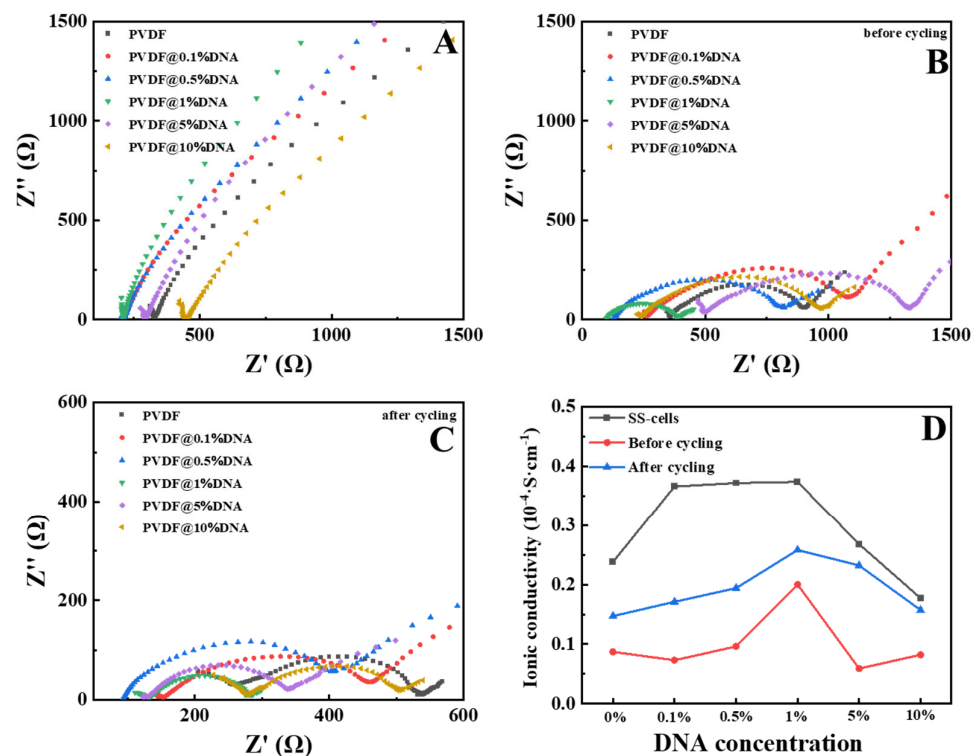 A
1500
1000
500
0
500
1000
1500
Z'' (Ω)
Z' (Ω)
PVDF
PVDF@0.1%DNA
PVDF@0.5%DNA
PVDF@1%DNA
PVDF@5%DNA
PVDF@10%DNA
B
before cycling
1500
1000
500
0
0
500
1000
1500
Z'' (Ω)
Z' (Ω)
PVDF
PVDF@0.1%DNA
PVDF@0.5%DNA
PVDF@1%DNA
PVDF@5%DNA
PVDF@10%DNA
C
after cycling
600
400
200
0
200
400
600
Z'' (Ω)
Z' (Ω)
PVDF
PVDF@0.1%DNA
PVDF@0.5%DNA
PVDF@1%DNA
PVDF@5%DNA
PVDF@10%DNA
D
0.5
0.4
0.3
0.2
0.1
0.0
0%
0.1%
0.5%
1%
5%
10%
Ionic conductivity (10⁻⁴·S·cm⁻¹)
DNA concentration
SS-cells
Before cycling
After cycling